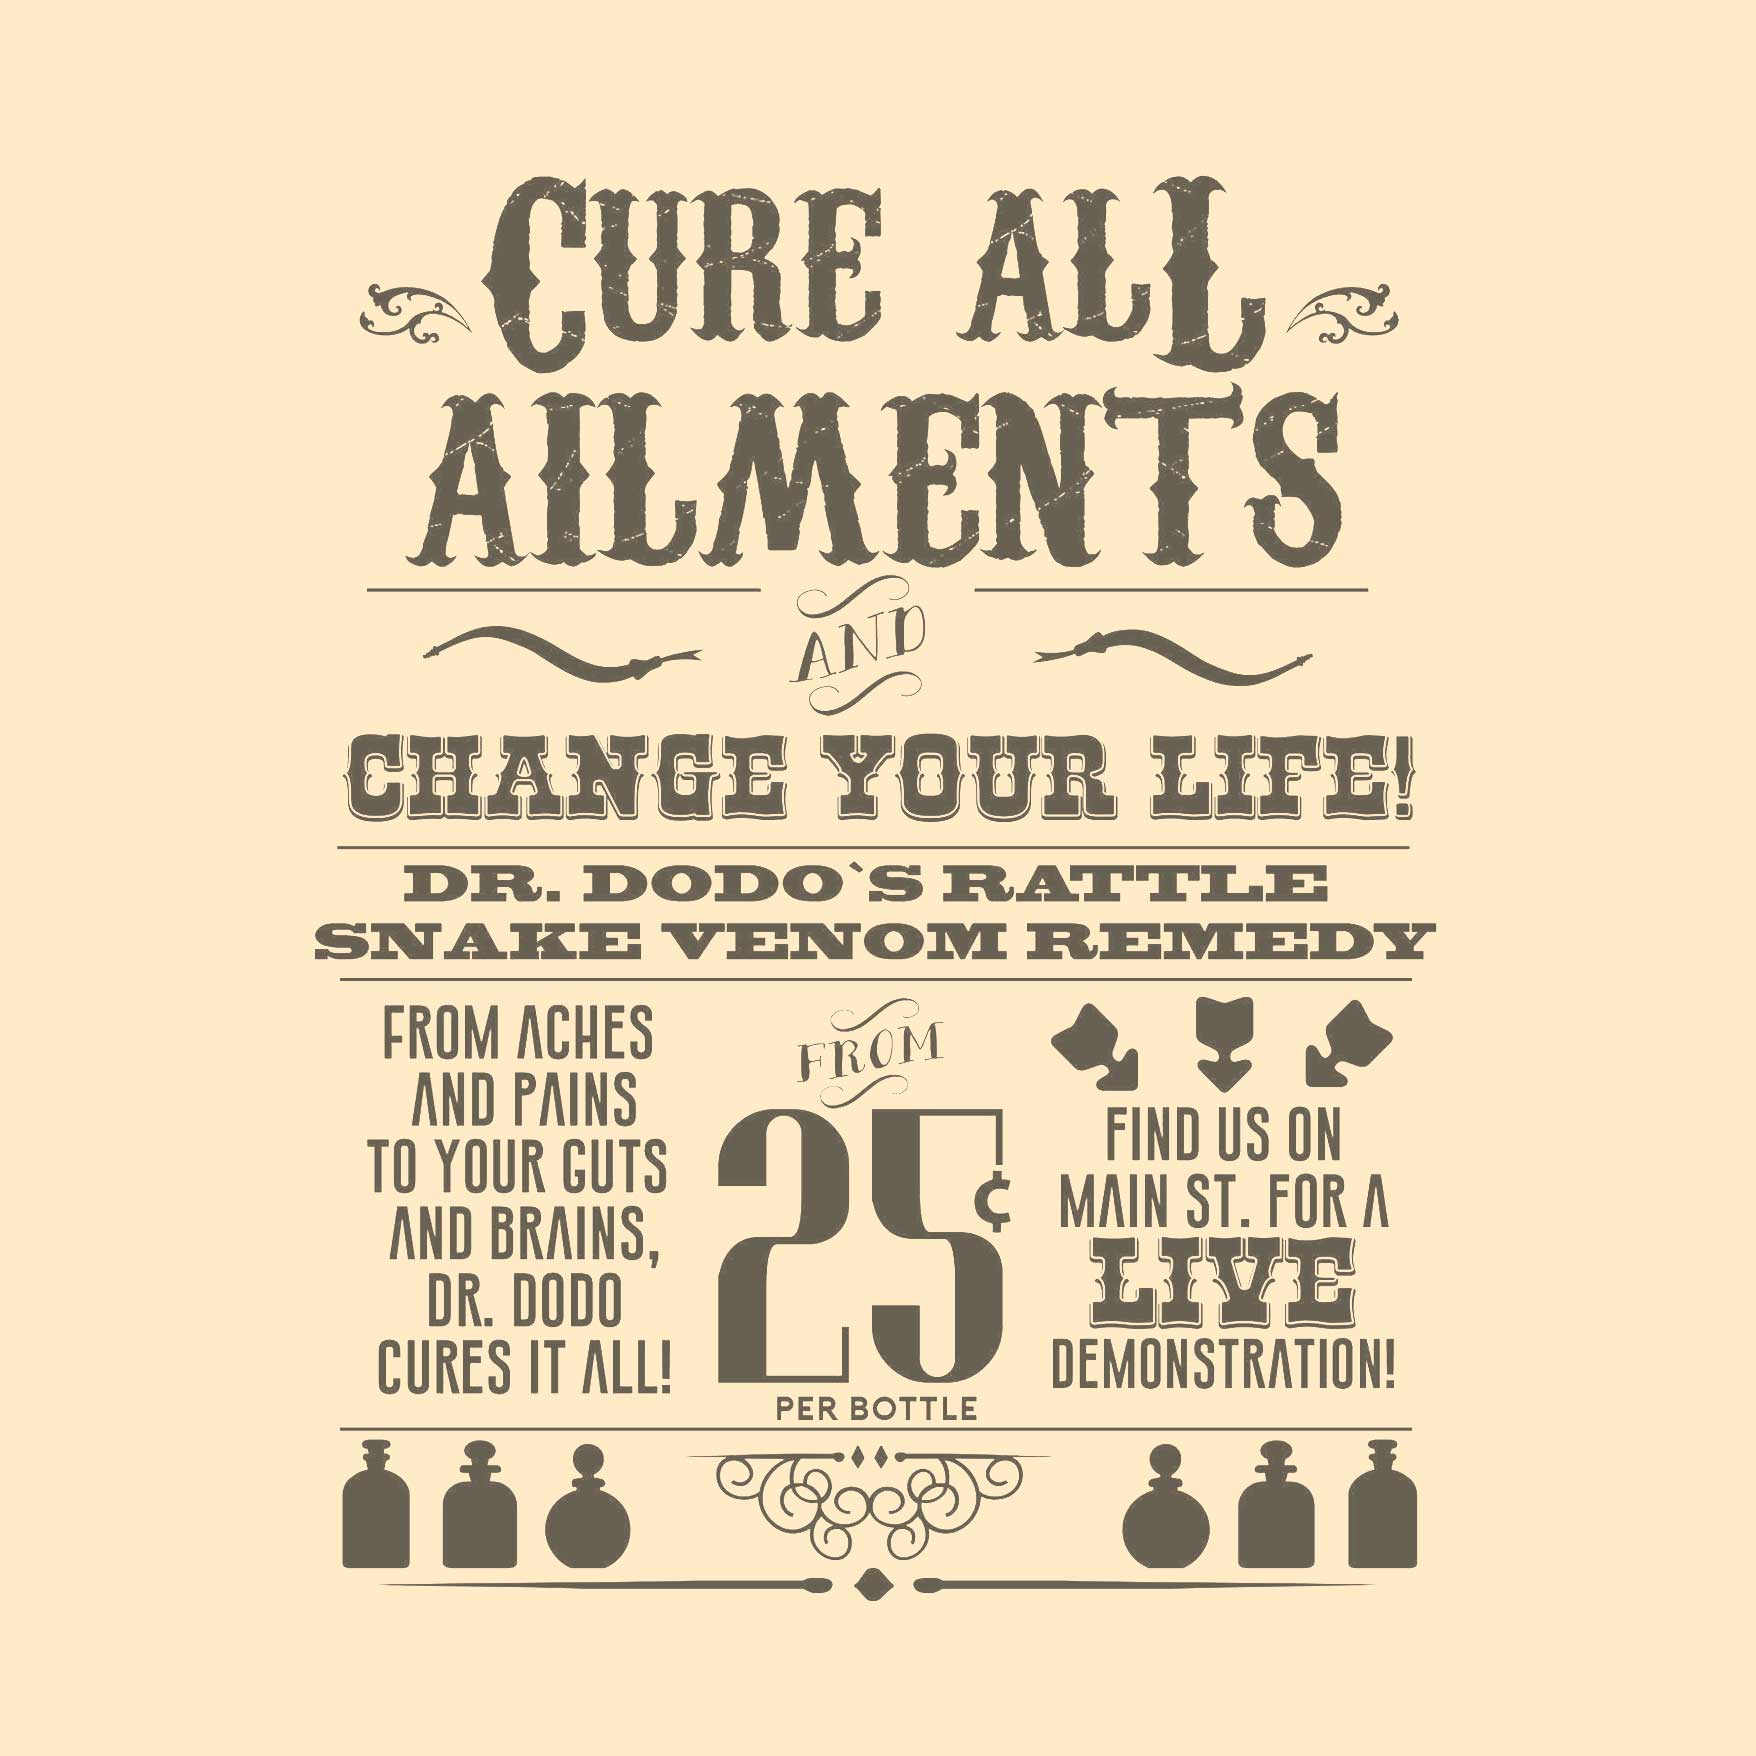 CURE ALL
AILMENTS
AND
CHANGE YOUR LIFE!
DR. DODO`S RATTLE
SNAKE VENOM REMEDY
FROM ACHES
AND PAINS
TO YOUR GUTS
AND BRAINS,
DR. DODO
CURES IT ALL!
FROM
25¢
PER BOTTLE
FIND US ON
MAIN ST. FOR A
LIVE
DEMONSTRATION!